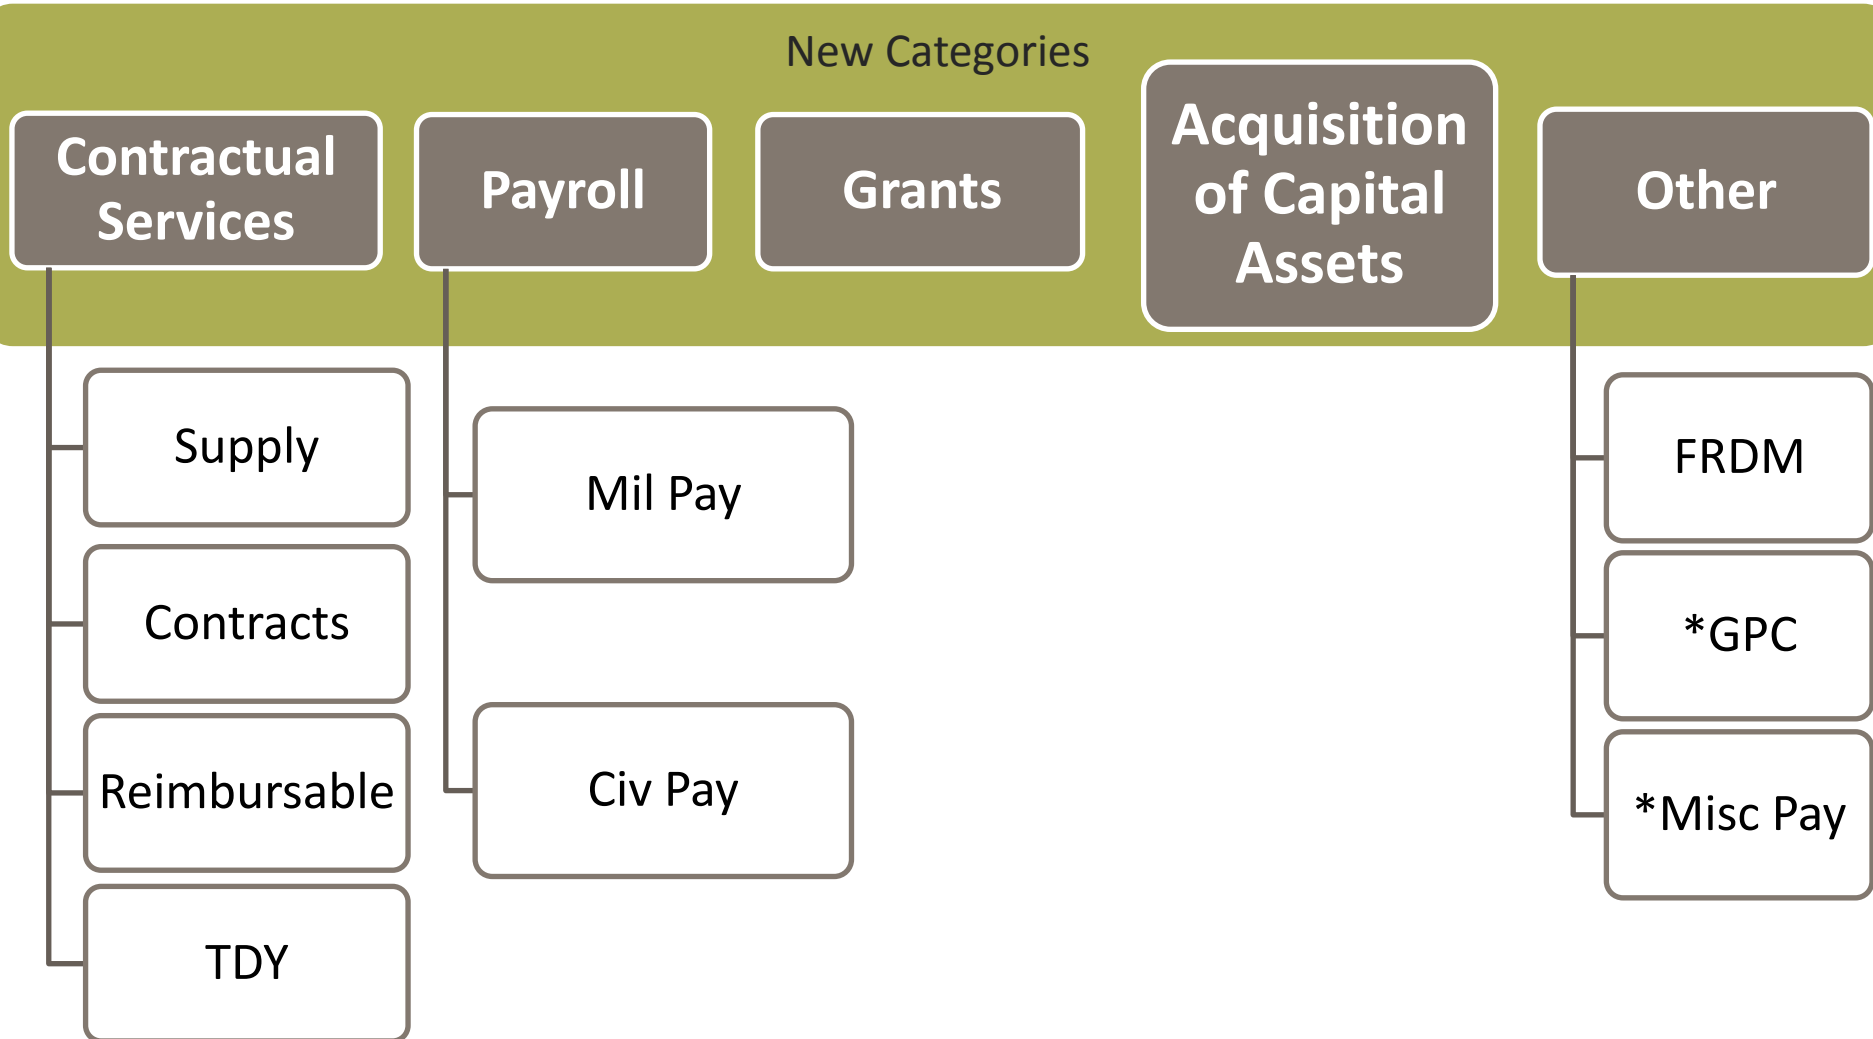 New Categories
Contractual
Services
Payroll
Grants
Acquisition
of Capital
Assets
Other
Supply
Contracts
Reimbursable
TDY
Mil Pay
Civ Pay
FRDM
*GPC
*Misc Pay